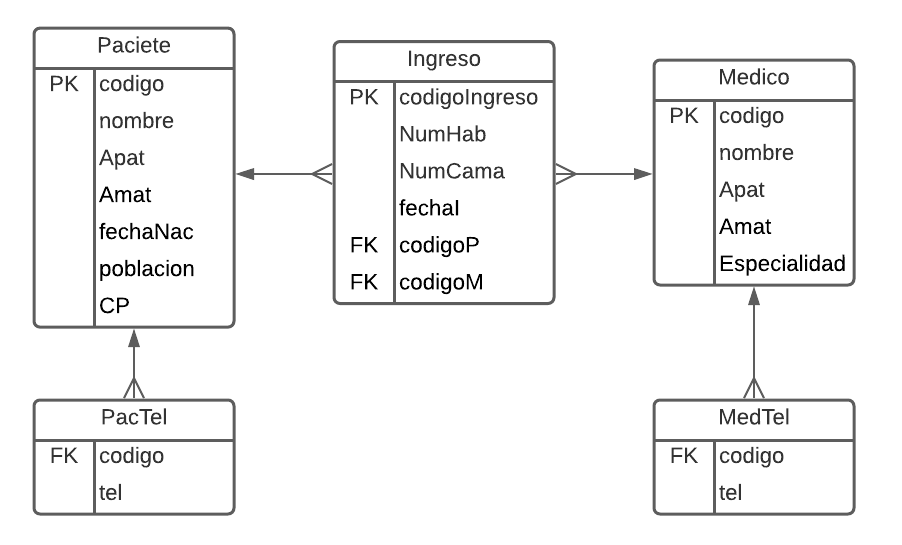 Paciete
PK codigo
nombre
Apat
Amat
fechaNac
poblacion
CP
Ingreso
PK codigoIngreso
NumHab
NumCama
fechaI
FK codigoP
FK codigoM
Medico
PK codigo
nombre
Apat
Amat
Especialidad
PacTel
FK codigo
tel
MedTel
FK codigo
tel